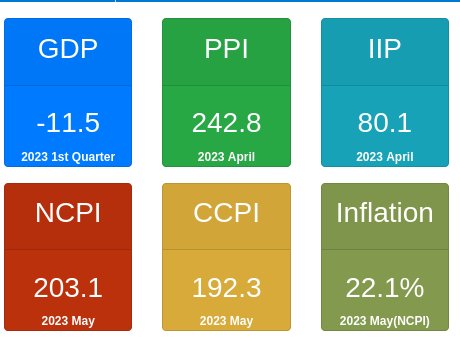 GDP
-11.5
2023 1st Quarter
PPI
242.8
2023 April
IIP
80.1
2023 April
NCPI
203.1
2023 May
CCPI
192.3
2023 May
Inflation
22.1%
2023 May(NCPI)